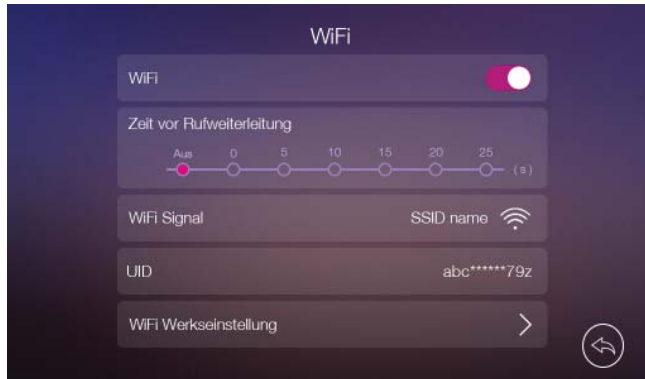 WiFi
WiFi
Zeit vor Rufweiterleitung
Aus 0 5 10 15 20 25
(s)
WiFi Signal SSID name
UID abc******79z
WiFi Werkseinstellung